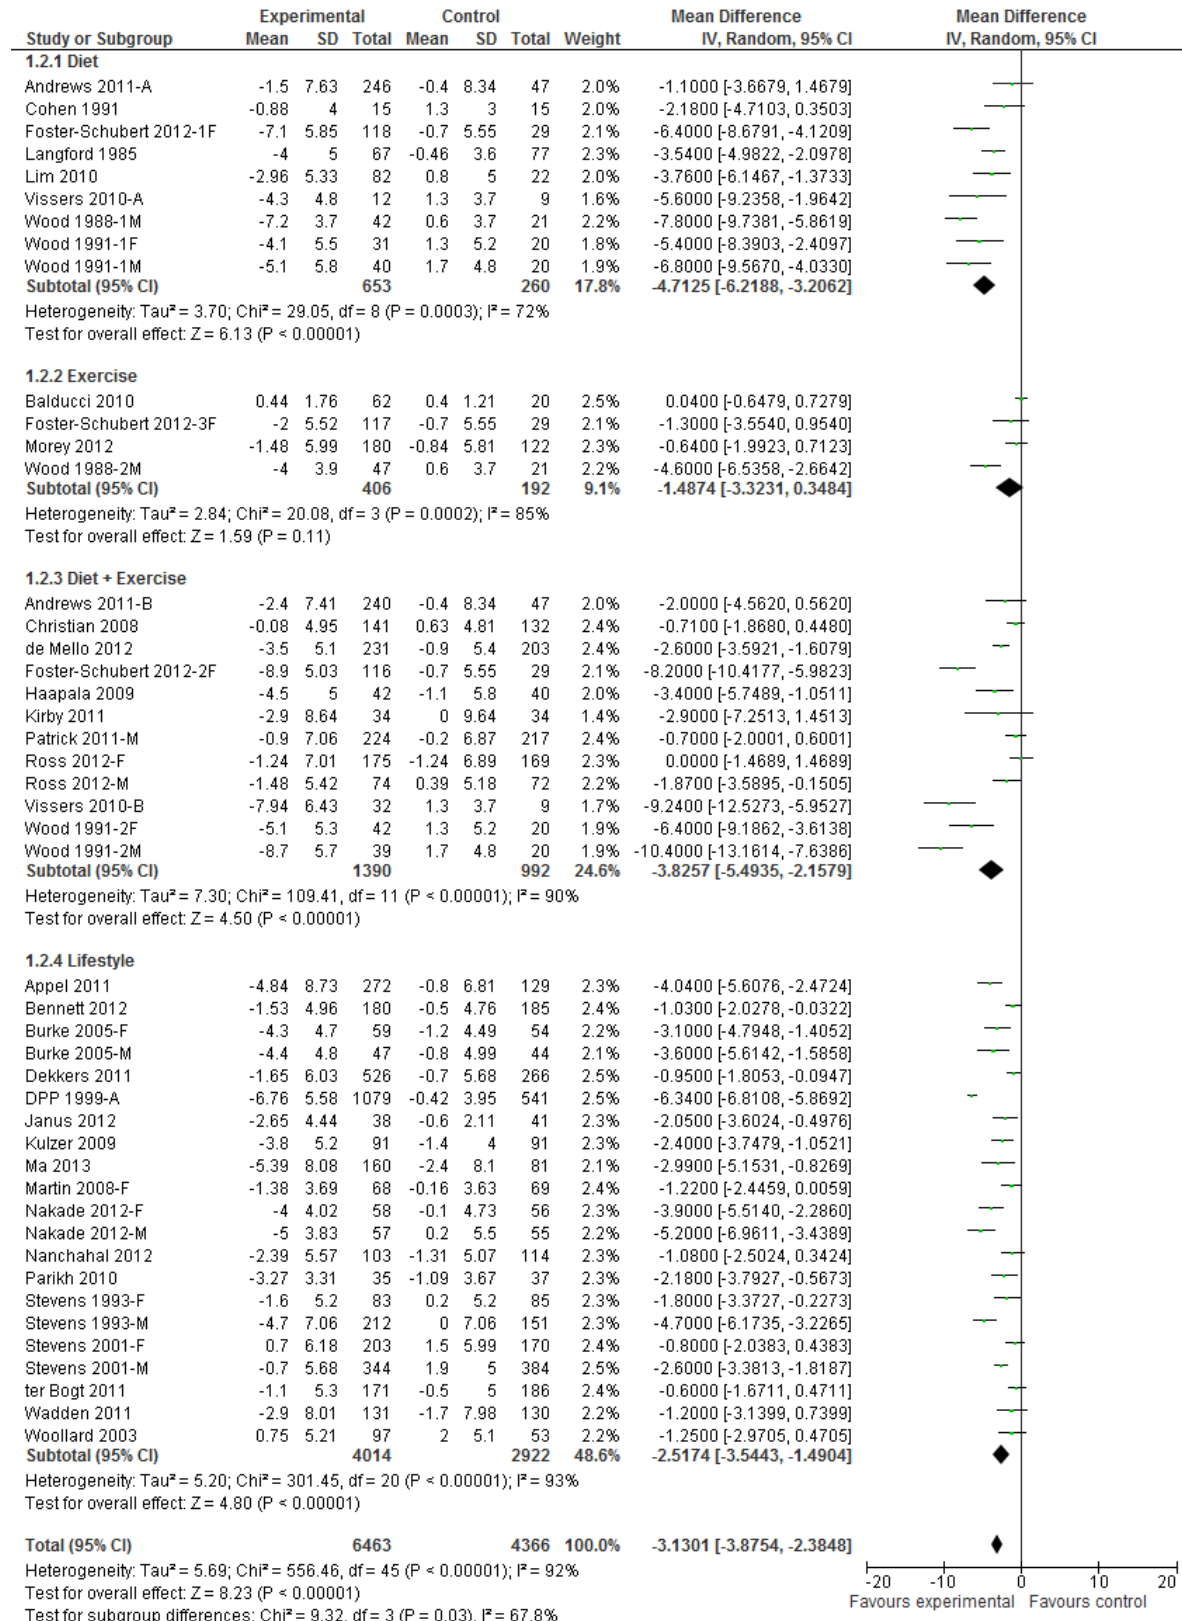 Experimental Control Mean Difference Mean Difference
Study or Subgroup Mean SD Total Mean SD Total Weight IV, Random, 95% CI IV, Random, 95% CI
1.2.1 Diet
Andrews 2011-A -1.5 7.63 246 -0.4 8.34 47 2.0% -1.1000 [-3.6679, 1.4679]
Cohen 1991 -0.88 4 15 1.3 3 15 2.0% -2.1800 [-4.7103, 0.3503]
Foster-Schubert 2012-1F -7.1 5.85 118 -0.7 5.55 29 2.1% -6.4000 [-8.6791, -4.1209]
Langford 1985 -4 5 67 -0.46 3.6 77 2.3% -3.5400 [-4.9822, -2.0978]
Lim 2010 -2.96 5.33 82 0.8 5 22 2.1% -3.7600 [-6.1467, -1.3733]
Vissers 2010-A -4.3 4.8 12 1.3 3.7 9 1.6% -5.6000 [-9.2358, -1.9642]
Wood 1988-1M -7.2 3.7 42 0.6 3.7 21 2.2% -7.8000 [-9.7381, -5.8619]
Wood 1991-1F -4.1 5.5 31 1.3 5.2 20 1.8% -5.4000 [-8.3903, -2.4097]
Wood 1991-1M -5.1 5.8 40 1.7 4.8 20 1.9% -6.8000 [-9.5670, -4.0330]
Subtotal (95% CI) 653 260 17.8% -4.7125 [-6.2188, -3.2062]
Heterogeneity: Tau² = 3.70; Chi² = 29.05, df = 8 (P = 0.0003); I² = 72%
Test for overall effect: Z = 6.13 (P < 0.00001)
1.2.2 Exercise
Balducci 2010 0.44 1.76 62 0.4 1.21 20 2.5% 0.0400 [-0.6479, 0.7279]
Foster-Schubert 2012-3F -2 5.52 117 -0.7 5.55 29 2.1% -1.3000 [-3.5540, 0.9540]
Morey 2012 -1.48 5.99 180 -0.84 5.81 122 2.3% -0.6400 [-1.9923, 0.7123]
Wood 1988-2M -4 3.9 47 0.6 3.7 21 2.2% -4.6000 [-6.5358, -2.6642]
Subtotal (95% CI) 406 192 9.1% -1.4874 [-3.3231, 0.3484]
Heterogeneity: Tau² = 2.84; Chi² = 20.08, df = 3 (P = 0.0002); I² = 85%
Test for overall effect: Z = 1.59 (P = 0.11)
1.2.3 Diet + Exercise
Andrews 2011-B -2.4 7.41 240 -0.4 8.34 47 2.0% -2.0000 [-4.5620, 0.5620]
Christian 2008 -0.08 4.95 141 0.63 4.81 132 2.4% -0.7100 [-1.8680, 0.4480]
de Mello 2012 -3.5 5.1 231 -0.9 5.4 203 2.4% -2.6000 [-3.5921, -1.6079]
Foster-Schubert 2012-2F -8.9 5.03 116 -0.7 5.55 29 2.1% -8.2000 [-10.4177, -5.9823]
Haapala 2009 -4.5 5 42 -1.1 5.8 40 2.0% -3.4000 [-5.7489, -1.0511]
Kirby 2011 -2.9 8.64 34 0 9.64 34 1.4% -2.9000 [-7.2513, 1.4513]
Patrick 2011-M -0.9 7.06 224 -0.2 6.87 217 2.4% -0.7000 [-2.0001, 0.6001]
Ross 2012-F -1.24 7.01 175 -1.24 6.89 169 2.3% 0.0000 [-1.4689, 1.4689]
Ross 2012-M -1.48 5.42 74 0.39 5.18 72 2.2% -1.8700 [-3.5895, -0.1505]
Vissers 2010-B -7.94 6.43 32 1.3 3.7 9 1.7% -9.2400 [-12.5273, -5.9527]
Wood 1991-2F -5.1 5.3 42 1.3 5.2 20 1.9% -6.4000 [-9.1862, -3.6138]
Wood 1991-2M -8.7 5.7 39 1.7 4.8 20 1.9% -10.4000 [-13.1614, -7.6386]
Subtotal (95% CI) 1390 992 24.6% -3.8257 [-5.4935, -2.1579]
Heterogeneity: Tau² = 7.30; Chi² = 109.41, df = 11 (P < 0.00001); I² = 90%
Test for overall effect: Z = 4.50 (P < 0.00001)
1.2.4 Lifestyle
Appel 2011 -4.84 8.73 272 -0.8 6.81 129 2.3% -4.0400 [-5.6076, -2.4724]
Bennett 2012 -1.53 4.96 180 -0.5 4.76 185 2.4% -1.0300 [-2.0278, -0.0322]
Burke 2005-F -4.3 4.7 59 -1.2 4.49 54 2.2% -3.1000 [-4.7948, -1.4052]
Burke 2005-M -4.4 4.8 47 -0.8 4.99 44 2.1% -3.6000 [-5.6142, -1.5858]
Dekkers 2011 -1.65 6.03 526 -0.7 5.68 266 2.5% -0.9500 [-1.8053, -0.0947]
DPP 1999-A -6.76 5.58 1079 -0.42 3.95 541 2.5% -6.3400 [-6.8108, -5.8692]
Janus 2012 -2.65 4.44 38 -0.6 2.11 41 2.3% -2.0500 [-3.6024, -0.4976]
Kulzer 2009 -3.8 5.2 91 -1.4 4 91 2.3% -2.4000 [-3.7479, -1.0521]
Ma 2013 -5.39 8.08 160 -2.4 8.1 81 2.1% -2.9900 [-5.1531, -0.8269]
Martin 2008-F -1.38 3.69 68 -0.16 3.63 69 2.4% -1.2200 [-2.4459, 0.0059]
Nakade 2012-F -4 4.02 58 -0.1 4.73 56 2.2% -3.9000 [-5.5140, -2.2860]
Nakade 2012-M -5 3.83 57 0.2 5.5 55 2.2% -5.2000 [-6.9611, -3.4389]
Nanchahal 2012 -2.39 5.57 103 -1.31 5.07 114 2.3% -1.0800 [-2.5024, 0.3424]
Parikh 2010 -3.27 3.31 35 -1.09 3.67 37 2.3% -2.1800 [-3.7927, -0.5673]
Stevens 1993-F -1.6 5.2 83 0.2 5.2 85 2.3% -1.8000 [-3.3727, -0.2273]
Stevens 1993-M -4.7 7.06 212 0 7.06 151 2.3% -4.7000 [-6.1735, -3.2265]
Stevens 2001-F 0.7 6.18 203 1.5 5.99 170 2.4% -0.8000 [-2.0383, 0.4383]
Stevens 2001-M -0.7 5.68 344 1.9 5 384 2.5% -2.6000 [-3.3813, -1.8187]
ter Bogt 2011 -1.1 5.3 171 -0.5 5 186 2.4% -0.6000 [-1.6711, 0.4711]
Wadden 2011 -2.9 8.01 131 -1.7 7.98 130 2.2% -1.2000 [-3.1399, 0.7399]
Woollard 2003 0.75 5.21 97 2 5.1 53 2.2% -1.2500 [-2.9705, 0.4705]
Subtotal (95% CI) 4014 2922 48.6% -2.5174 [-3.5443, -1.4904]
Heterogeneity: Tau² = 5.20; Chi² = 301.45, df = 20 (P < 0.00001); I² = 93%
Test for overall effect: Z = 4.80 (P < 0.00001)
Total (95% CI) 6463 4366 100.0% -3.1301 [-3.8754, -2.3848]
Heterogeneity: Tau² = 5.69; Chi² = 556.46, df = 45 (P < 0.00001); I² = 92%
Test for overall effect: Z = 8.23 (P < 0.00001)
Test for subgroup differences: Chi² = 9.32, df = 3 (P = 0.03), I² = 67.8%
-20 -10 0 10 20
Favours experimental Favours control